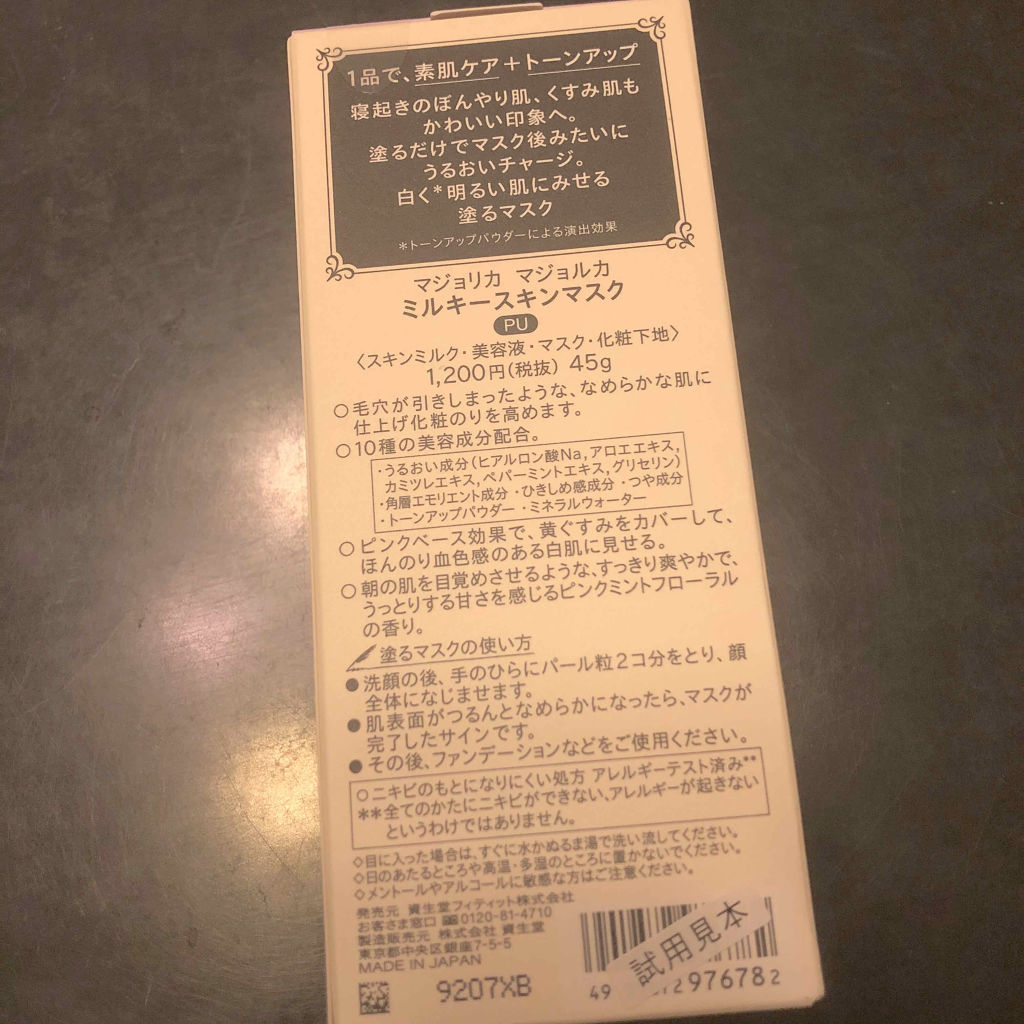 1品で、素肌ケア+トーンアップ
寝起きのぼんやり肌、くすみ肌も
かわいい印象へ。
塗るだけでマスク後みたいに
うるおいチャージ。
白く*明るい肌にみせる
塗るマスク
*トーンアップパウダーによる演出効果
マジョリカ マジョルカ
ミルキースキンマスク
PU
〈スキンミルク・美容液・マスク・化粧下地〉
1,200円(税抜) 45g
○毛穴が引きしまったような、なめらかな肌に
仕上げ化粧のりを高めます。
○10種の美容成分配合。
・うるおい成分(ヒアルロン酸Na,アロエエキス,
カミツレエキス,ペパーミントエキス,グリセリン)
・角層エモリエント成分・ひきしめ感成分・つや成分
・トーンアップパウダー・ミネラルウォーター
○ピンクベース効果で、黄ぐすみをカバーして、
ほんのり血色感のある白肌に見せる。
○朝の肌を目覚めさせるような、すっきり爽やかで、
うっとりする甘さを感じるピンクミントフローラル
の香り。
塗るマスクの使い方
●洗顔の後、手のひらにパール粒2コ分をとり、顔
全体になじませます。
●肌表面がつるんとなめらかになったら、マスクが
完了したサインです。
●その後、ファンデーションなどをご使用ください。
○ニキビのもとになりにくい処方 アレルギーテスト済み**
**全てのかたにニキビができない、アレルギーが起きない
というわけではありません。
◇目に入った場合は、すぐに水かぬるま湯で洗い流してください。
◇日のあたるところや高温・多湿のところに置かないでください。
◇メントールやアルコールに敏感な方はご注意ください。
発売元 資生堂フィティット株式会社
お客さま窓口 0120-81-4710
製造販売元 株式会社 資生堂
東京都中央区銀座7-5-5
MADE IN JAPAN
試用見本
9207XB
49 72976782